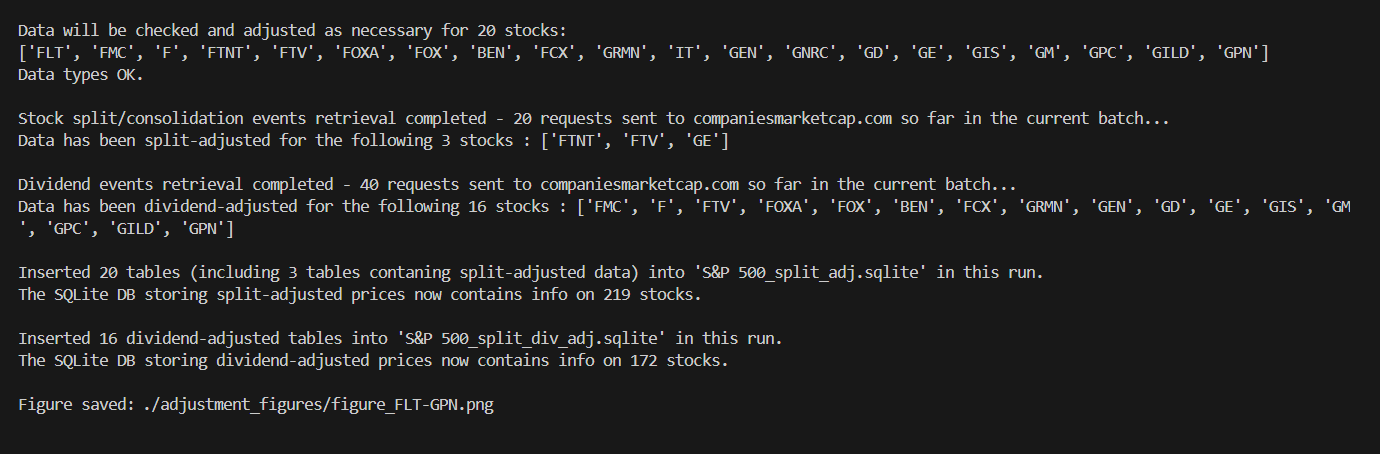 Data will be checked and adjusted as necessary for 20 stocks:
['FLT', 'FMC', 'F', 'FTNT', 'FTV', 'FOXA', 'FOX', 'BEN', 'FCX', 'GRMN', 'IT', 'GEN', 'GNRC', 'GD', 'GE', 'GIS', 'GM', 'GPC', 'GILD', 'GPN']
Data types OK.
Stock split/consolidation events retrieval completed - 20 requests sent to companiesmarketcap.com so far in the current batch...
Data has been split-adjusted for the following 3 stocks : ['FTNT', 'FTV', 'GE']
Dividend events retrieval completed - 40 requests sent to companiesmarketcap.com so far in the current batch...
Data has been dividend-adjusted for the following 16 stocks : ['FMC', 'F', 'FTV', 'FOXA', 'FOX', 'BEN', 'FCX', 'GRMN', 'GEN', 'GD', 'GE', 'GIS', 'GM
', 'GPC', 'GILD', 'GPN']
Inserted 20 tables (including 3 tables contaning split-adjusted data) into 'S&P 500_split_adj.sqlite' in this run.
The SQLite DB storing split-adjusted prices now contains info on 219 stocks.
Inserted 16 dividend-adjusted tables into 'S&P 500_split_div_adj.sqlite' in this run.
The SQLite DB storing dividend-adjusted prices now contains info on 172 stocks.
Figure saved: ./adjustment_figures/figure_FLT-GPN.png